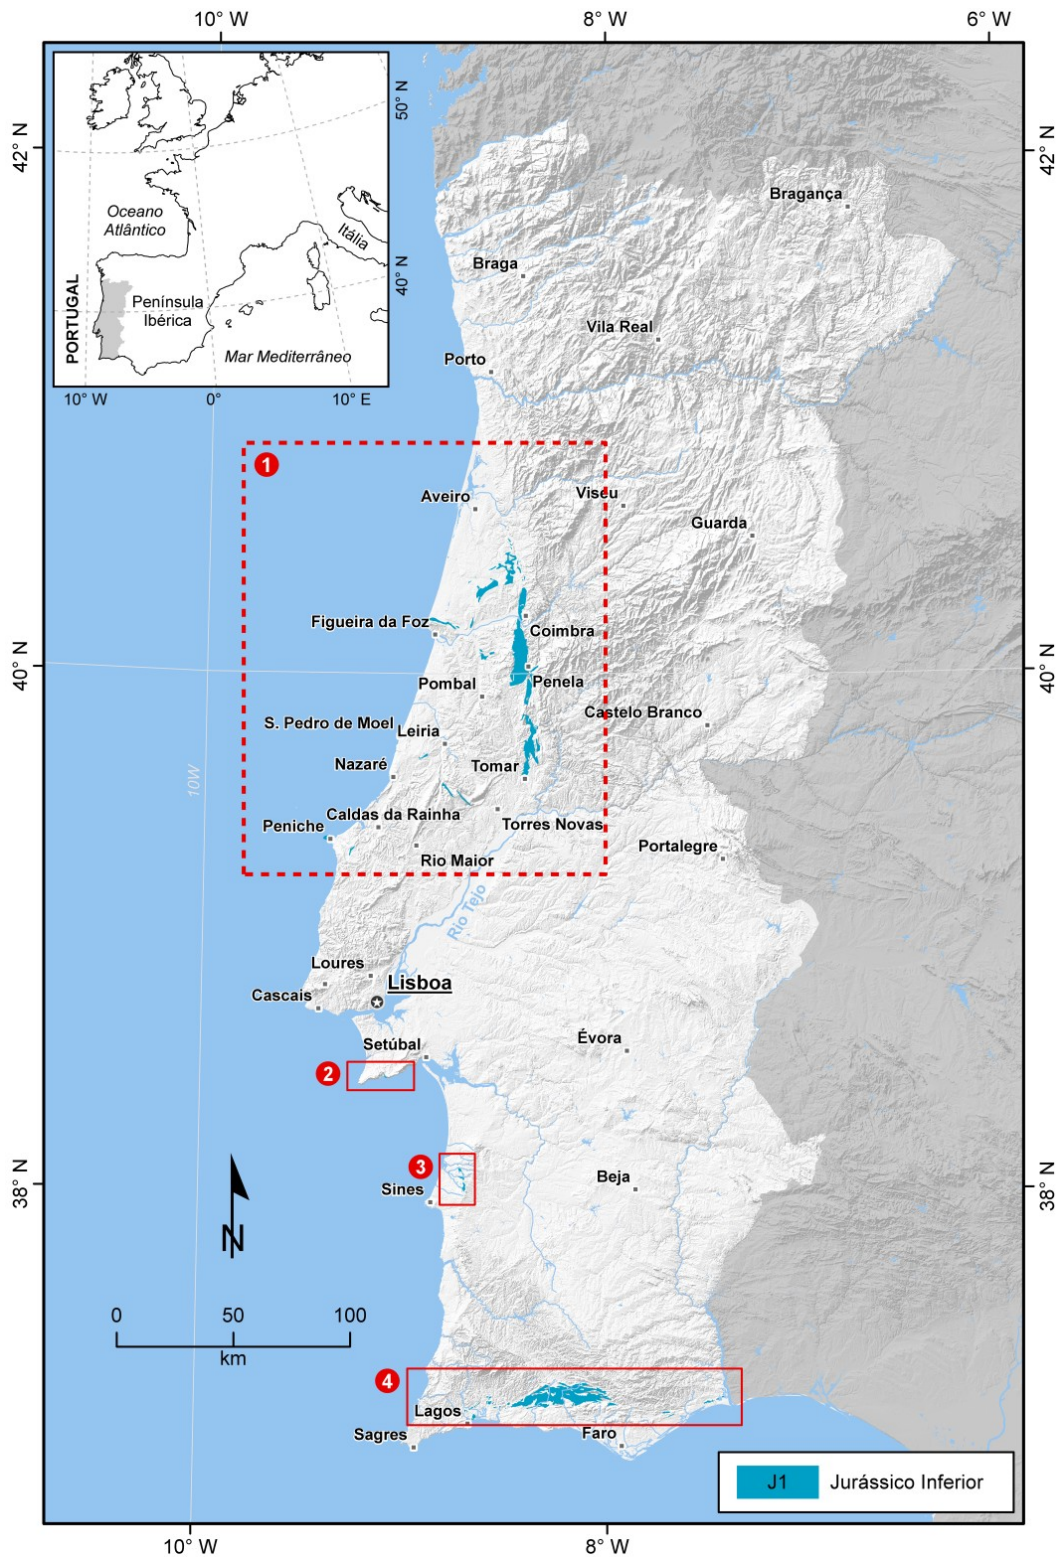 10° W
8° W
6° W
42° N
42° N
50° N
Oceano
Atlântico
Itália
PORTUGAL
Península
Ibérica
40° N
Mar Mediterrâneo
10° W
0°
10° E
Bragança
Braga
Vila Real
Porto
1
Aveiro
Viseu
Guarda
Figueira da Foz
Coimbra
40° N
40° N
Penela
Pombal
Castelo Branco
S. Pedro de Moel
Leiria
Nazaré
Tomar
10W
Caldas da Rainha
Peniche
Torres Novas
Portalegre
Rio Maior
Rio Tejo
Loures
Lisboa
Cascais
Setúbal
Évora
2
3
38° N
38° N
Sines
Beja
N
0
50
100
km
4
Lagos
Sagres
Faro
J1
Jurássico Inferior
10° W
8° W